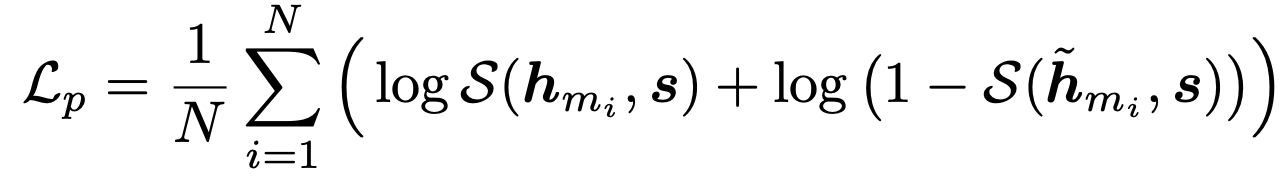 $$\mathcal{L}_p = \frac{1}{N} \sum_{i=1}^{N} \Big( \log \mathcal{S}(\boldsymbol{h}_{m_i}, \boldsymbol{s}) + \log \big( 1 - \mathcal{S}(\tilde{\boldsymbol{h}}_{m_i}, \boldsymbol{s}) \big) \Big)$$